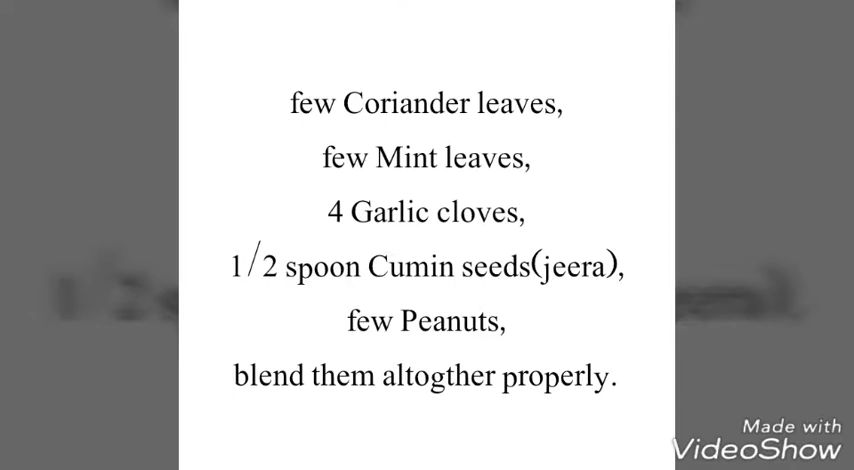 few Coriander leaves,
few Mint leaves,
4 Garlic cloves,
1/2 spoon Cumin seeds(jeera),
few Peanuts,
blend them altogther properly.
Made with
VideoShow